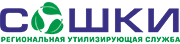 СОШКИ
РЕГИОНАЛЬНАЯ УТИЛИЗИРУЮЩАЯ СЛУЖБА